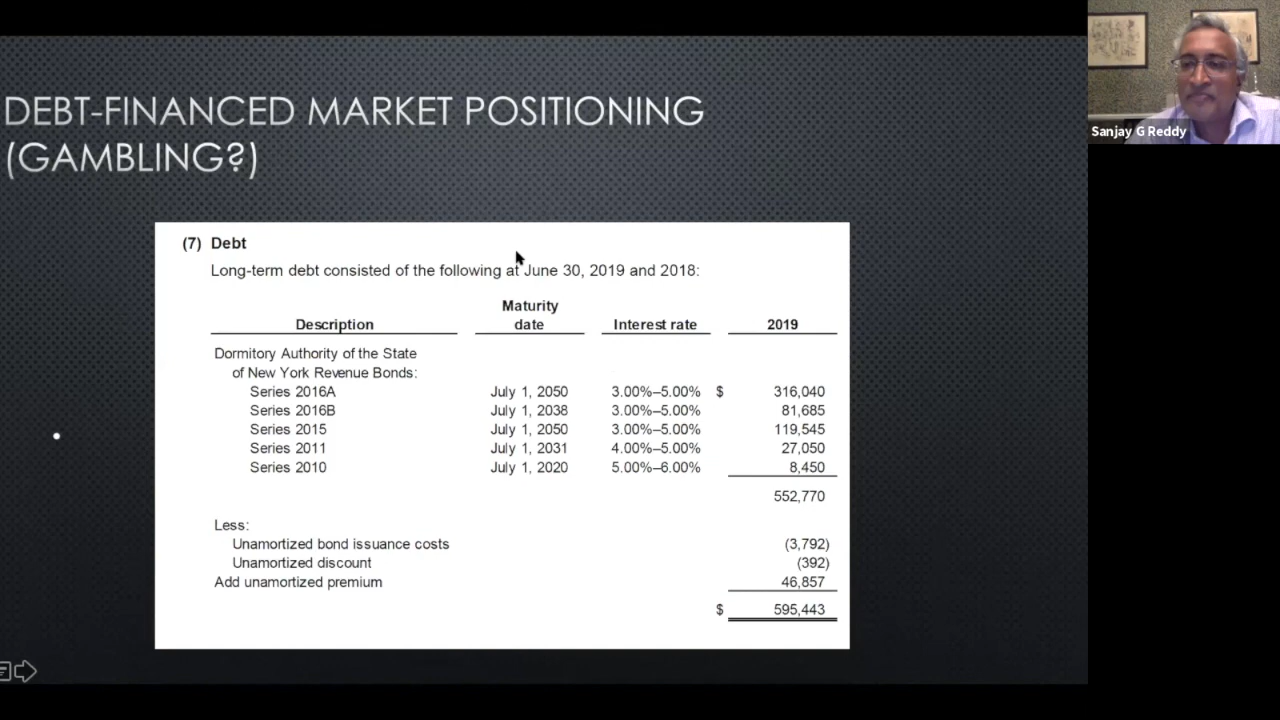 DEBT-FINANCED MARKET POSITIONING
(GAMBLING?)
(7) Debt
Long-term debt consisted of the following at June 30, 2019 and 2018:
Maturity
Description date Interest rate 2019
Dormitory Authority of the State
of New York Revenue Bonds:
Series 2016A July 1, 2050 3.00%–5.00% $ 316,040
Series 2016B July 1, 2038 3.00%–5.00% 81,685
Series 2015 July 1, 2050 3.00%–5.00% 119,545
Series 2011 July 1, 2031 4.00%–5.00% 27,050
Series 2010 July 1, 2020 5.00%–6.00% 8,450
552,770
Less:
Unamortized bond issuance costs (3,792)
Unamortized discount (392)
Add unamortized premium 46,857
$ 595,443
Sanjay G Reddy